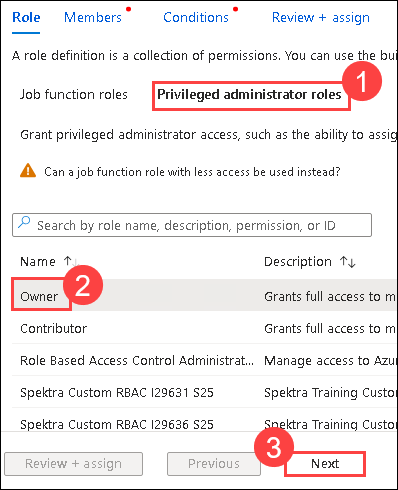 Role Members Conditions Review + assign
A role definition is a collection of permissions. You can use the bui
1
Job function roles Privileged administrator roles
Grant privileged administrator access, such as the ability to assig
Can a job function role with less access be used instead?
Search by role name, description, permission, or ID
Name ↑↓ Description ↑↓
2
Owner Grants full access to m
Contributor Grants full access to m
Role Based Access Control Administrat... Manage access to Azu
Spektra Custom RBAC I29631 S25 Spektra Training Custo
Spektra Custom RBAC I29636 S25 Spektra Training Custo
3
Review + assign Previous Next